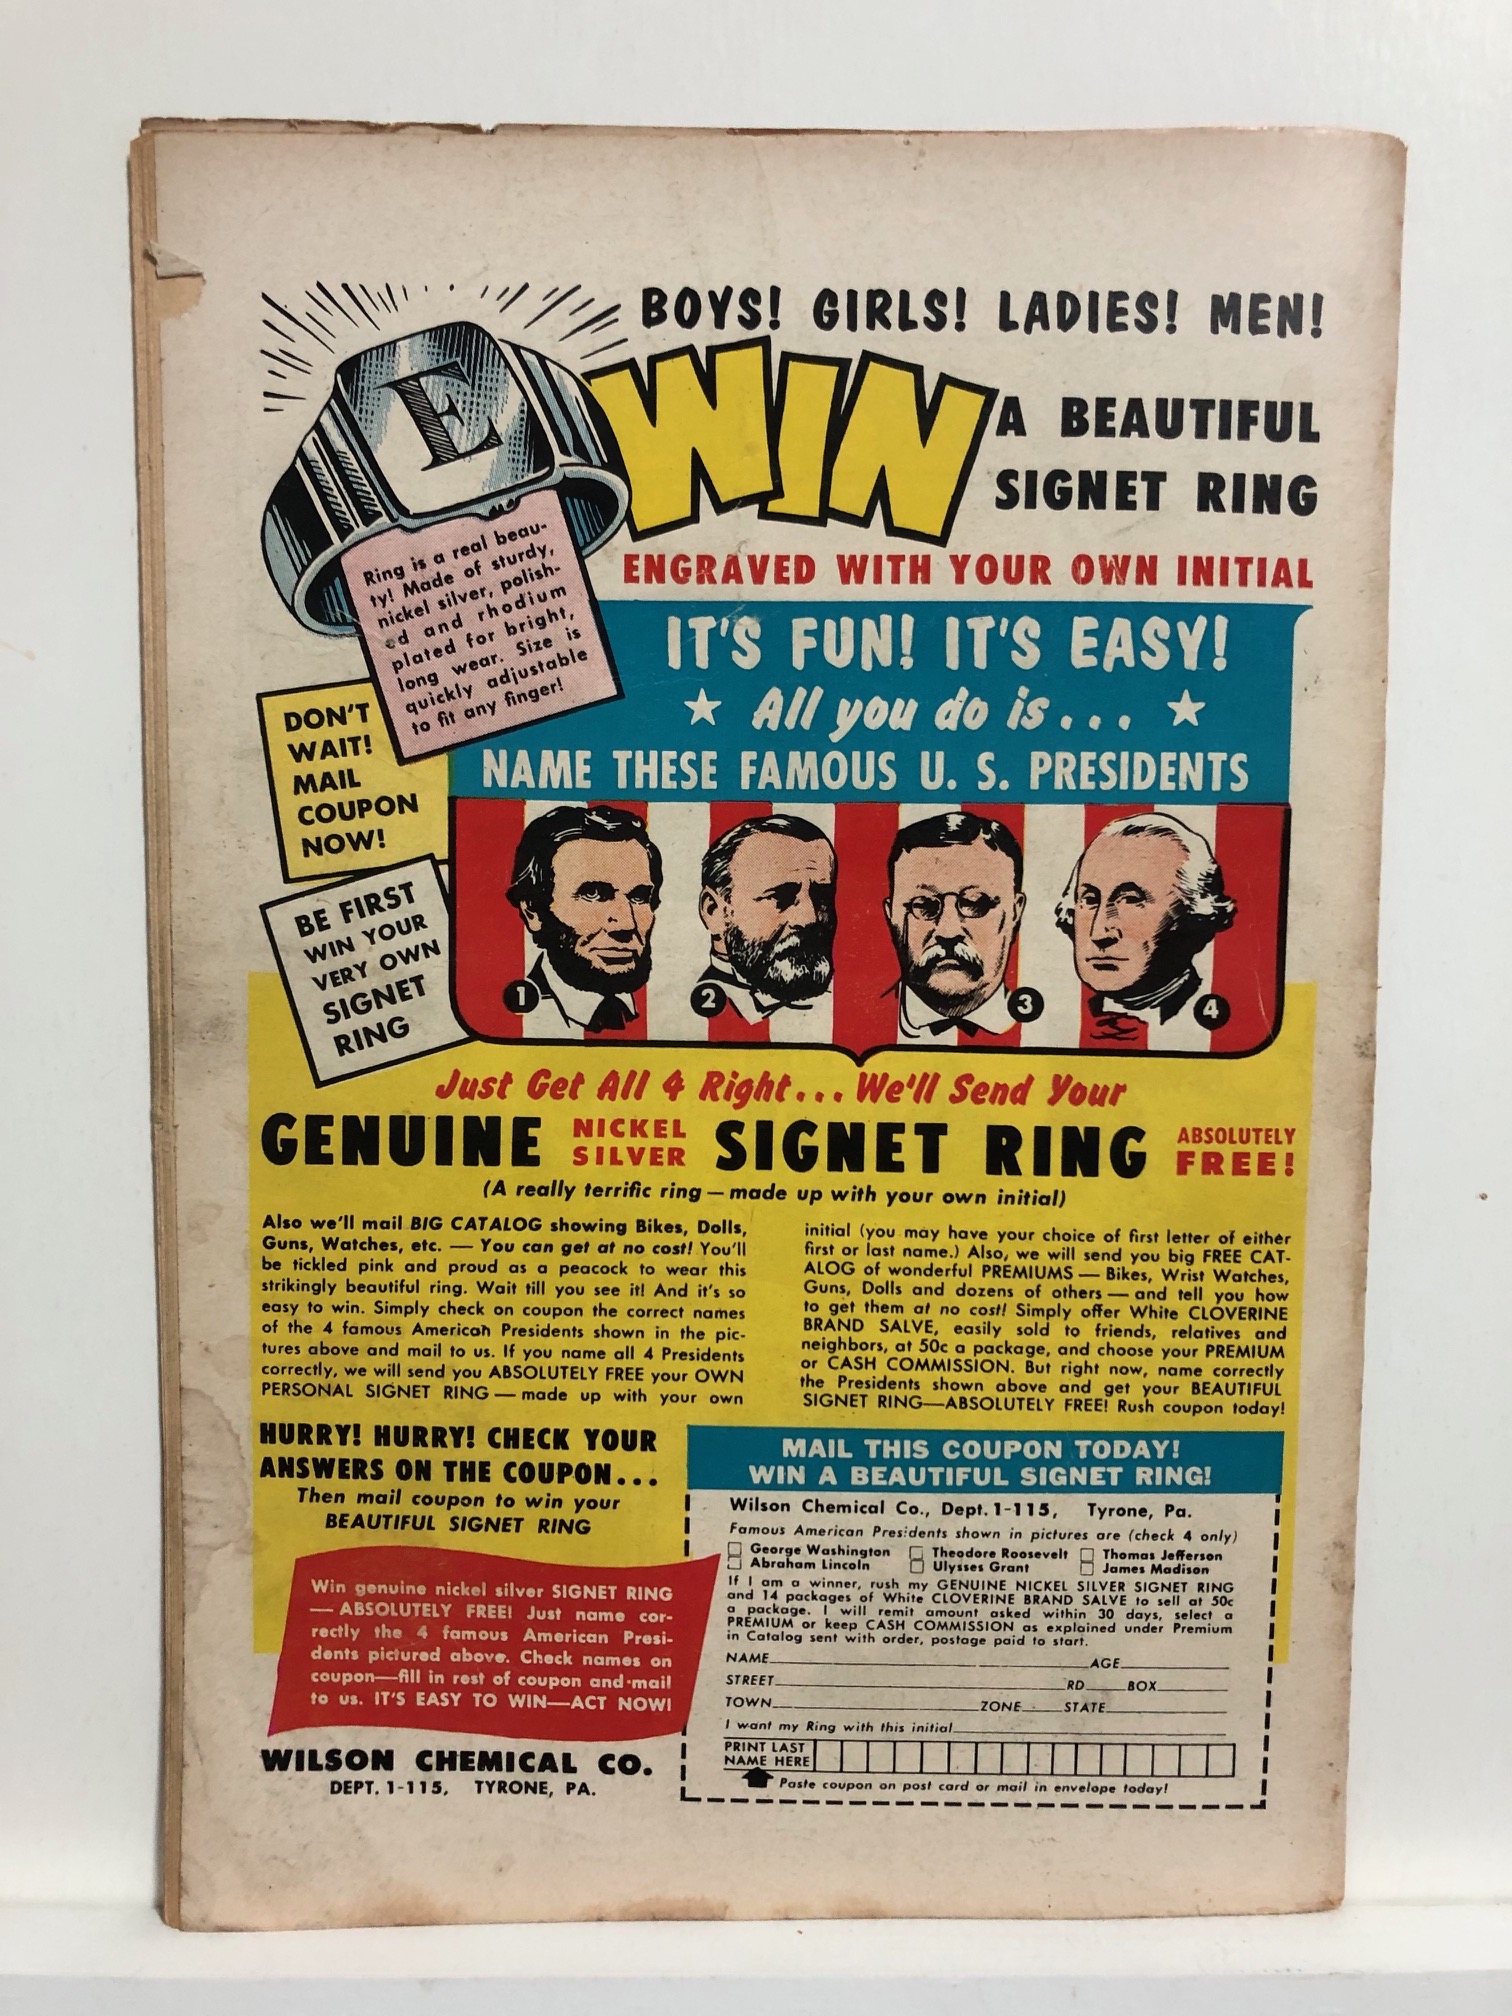 BOYS! GIRLS! LADIES! MEN!
WIN
A BEAUTIFUL
SIGNET RING
ENGRAVED WITH YOUR OWN INITIAL
E
Ring is a real beau-
ty! Made of sturdy,
nickel silver, polish-
ed and rhodium
plated for bright,
long wear. Size is
quickly adjustable
to fit any finger!
DON'T
WAIT!
MAIL
COUPON
NOW!
BE FIRST
WIN YOUR
VERY OWN
SIGNET
RING
IT'S FUN! IT'S EASY!
All you do is...
NAME THESE FAMOUS U. S. PRESIDENTS
1
2
3
4
Just Get All 4 Right... We'll Send Your
GENUINE NICKEL SILVER SIGNET RING ABSOLUTELY FREE!
(A really terrific ring — made up with your own initial)
Also we'll mail BIG CATALOG showing Bikes, Dolls,
Guns, Watches, etc. — You can get at no cost! You'll
be tickled pink and proud as a peacock to wear this
strikingly beautiful ring. Wait till you see it! And it's so
easy to win. Simply check on coupon the correct names
of the 4 famous American Presidents shown in the pic-
tures above and mail to us. If you name all 4 Presidents
correctly, we will send you ABSOLUTELY FREE your OWN
PERSONAL SIGNET RING — made up with your own
initial (you may have your choice of first letter of either
first or last name.) Also, we will send you big FREE CAT-
ALOG of wonderful PREMIUMS — Bikes, Wrist Watches,
Guns, Dolls and dozens of others — and tell you how
to get them at no cost! Simply offer White CLOVERINE
BRAND SALVE, easily sold to friends, relatives and
neighbors, at 50c a package, and choose your PREMIUM
or CASH COMMISSION. But right now, name correctly
the Presidents shown above and get your BEAUTIFUL
SIGNET RING—ABSOLUTELY FREE! Rush coupon today!
HURRY! HURRY! CHECK YOUR
ANSWERS ON THE COUPON...
Then mail coupon to win your
BEAUTIFUL SIGNET RING
Win genuine nickel silver SIGNET RING
— ABSOLUTELY FREE! Just name cor-
rectly the 4 famous American Presi-
dents pictured above. Check names on
coupon—fill in rest of coupon and mail
to us. IT'S EASY TO WIN—ACT NOW!
WILSON CHEMICAL CO.
DEPT. 1-115, TYRONE, PA.
MAIL THIS COUPON TODAY!
WIN A BEAUTIFUL SIGNET RING!
Wilson Chemical Co., Dept. 1-115, Tyrone, Pa.
Famous American Presidents shown in pictures are (check 4 only)
George Washington Theodore Roosevelt Thomas Jefferson
Abraham Lincoln Ulysses Grant James Madison
If I am a winner, rush my GENUINE NICKEL SILVER SIGNET RING
and 14 packages of White CLOVERINE BRAND SALVE to sell at 50c
a package. I will remit amount asked within 30 days, select a
PREMIUM or keep CASH COMMISSION as explained under Premium
in Catalog sent with order, postage paid to start.
NAME AGE
STREET RD BOX
TOWN ZONE STATE
I want my Ring with this initial
PRINT LAST
NAME HERE
Paste coupon on post card or mail in envelope today!